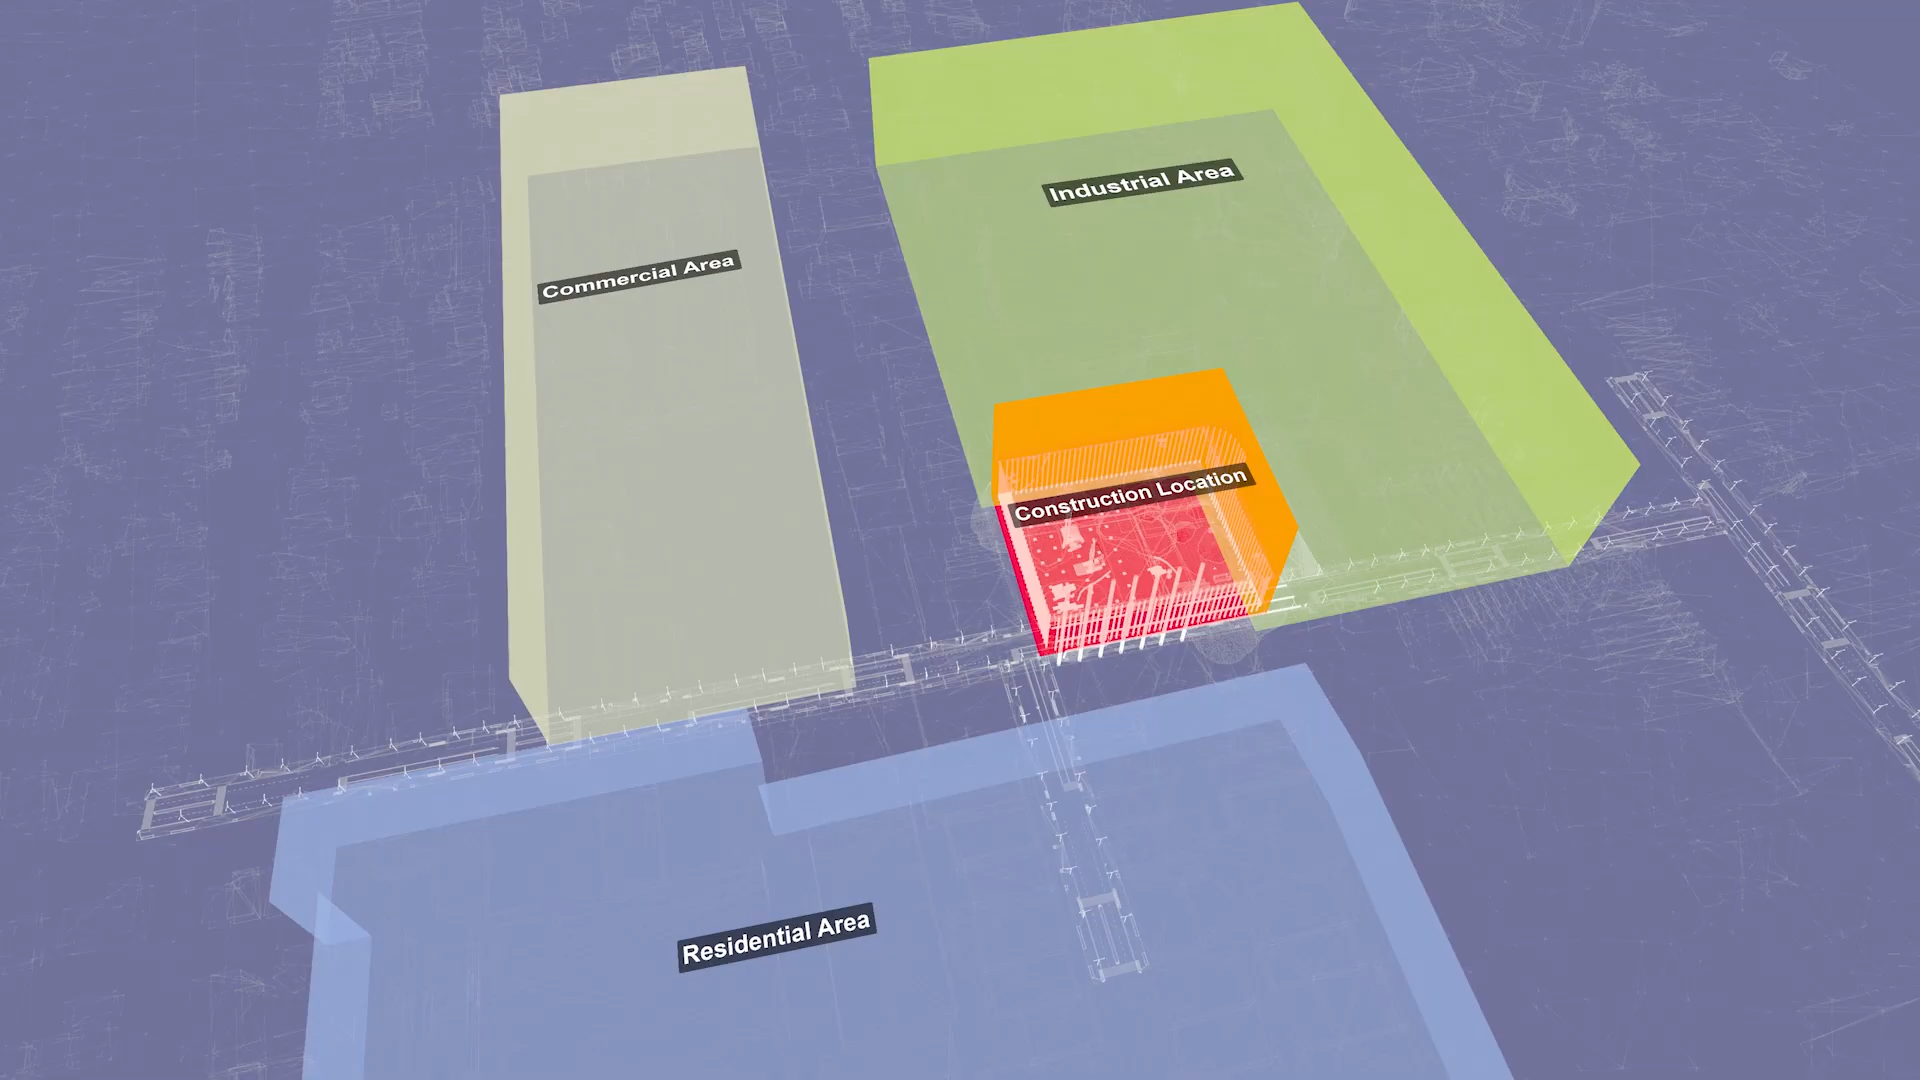 Industrial Area
Commercial Area
Construction Location
Residential Area